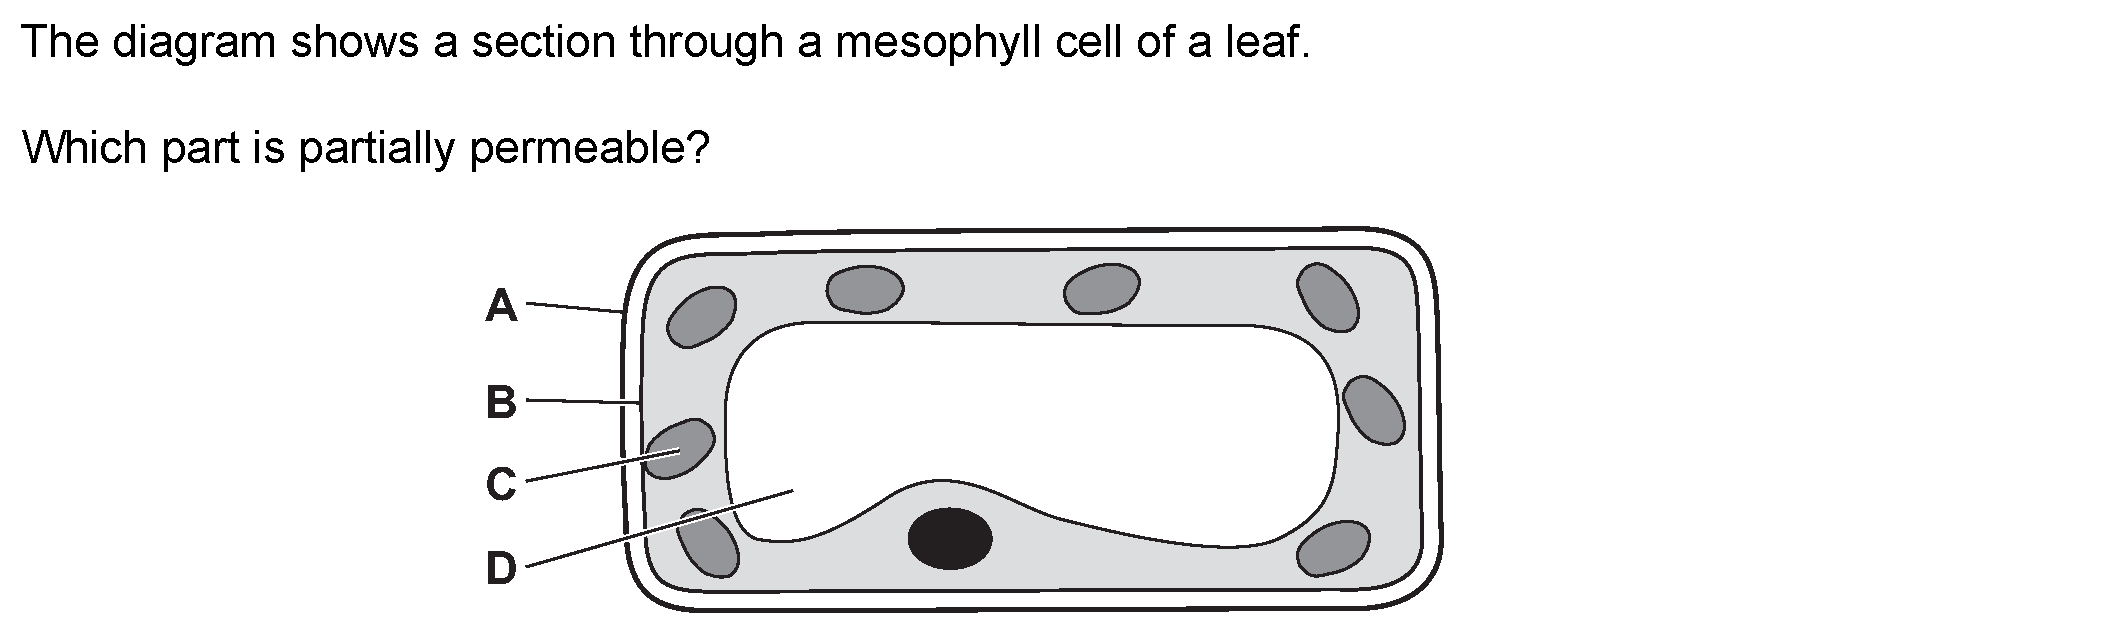 The diagram shows a section through a mesophyll cell of a leaf.
Which part is partially permeable?
A
B
C
D